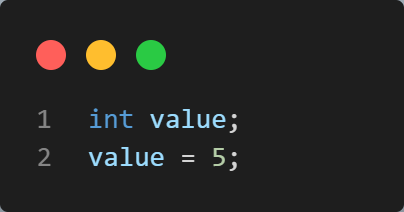 1 int value;
2 value = 5;